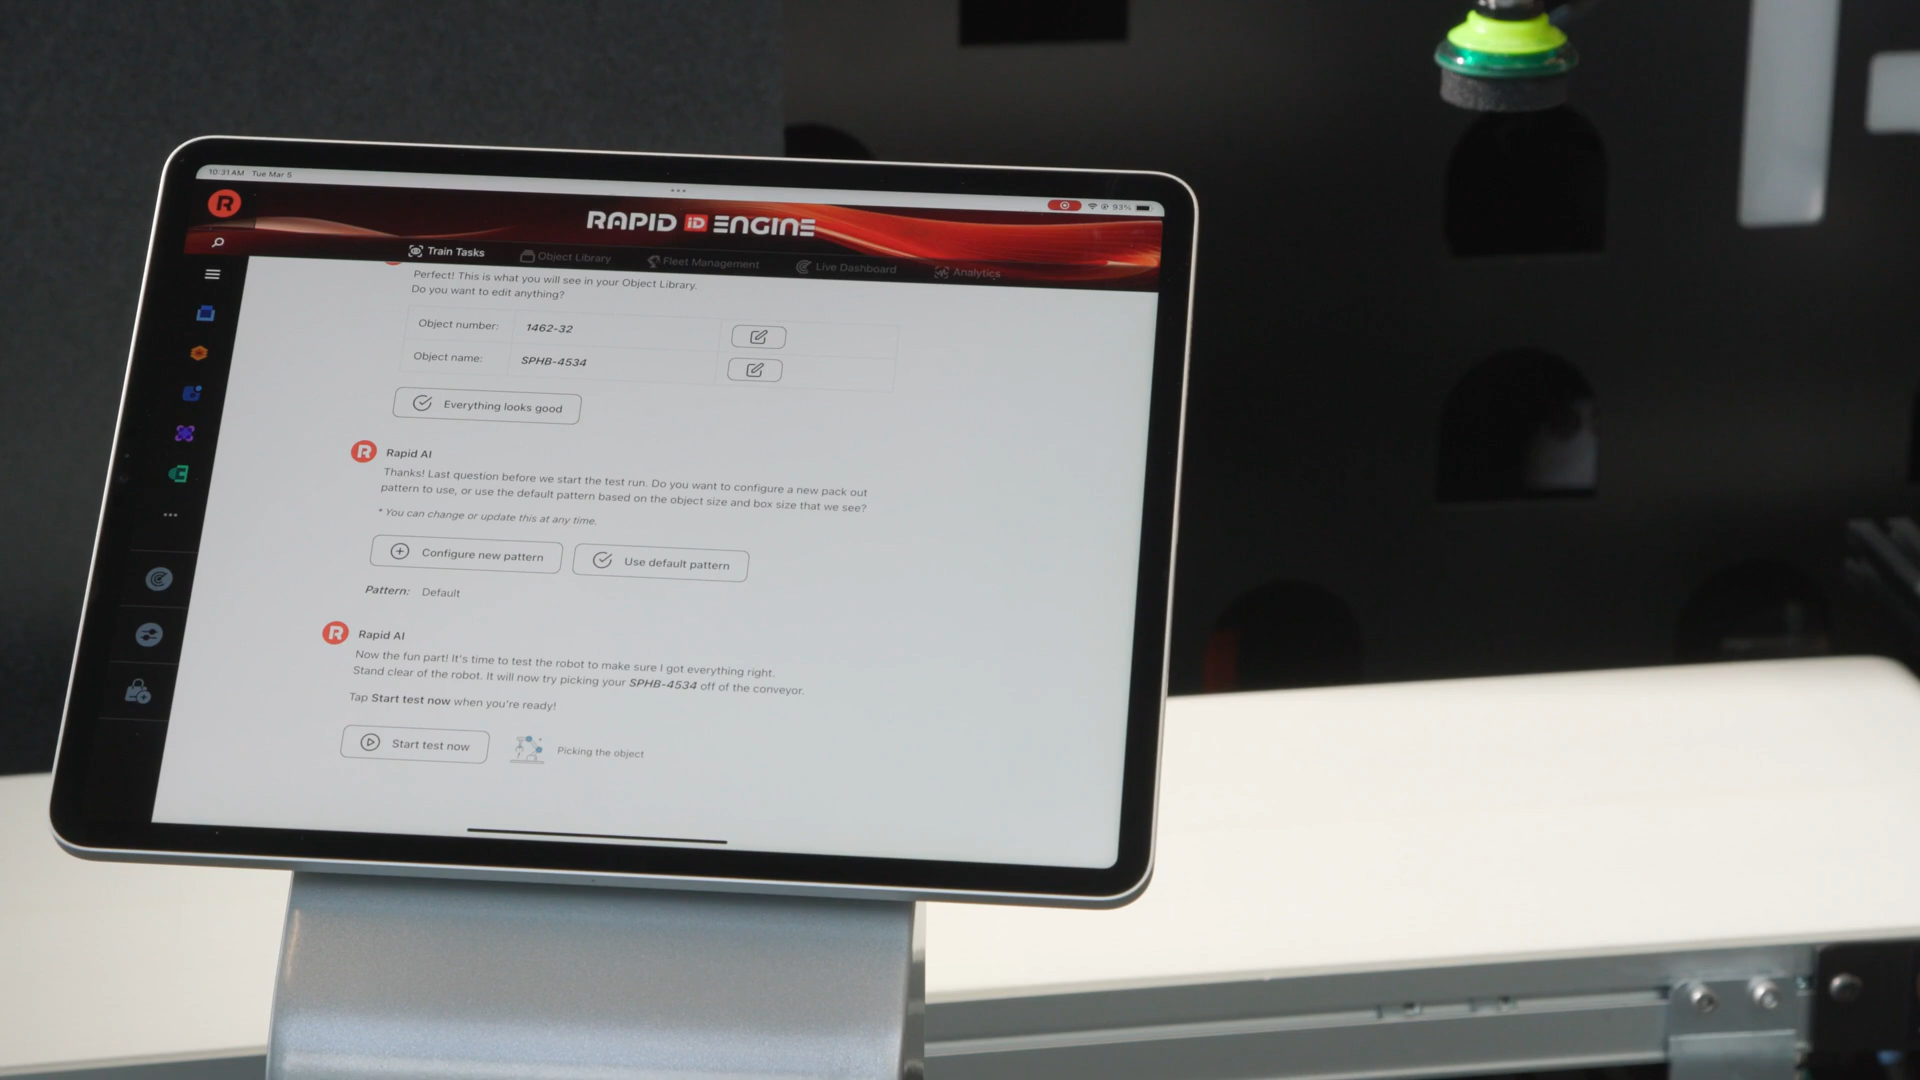 10:31 AM Tue Mar 5
93%
R
RAPID iD ENGINE
Train Tasks
Object Library
Fleet Management
Live Dashboard
Analytics
Perfect! This is what you will see in your Object Library.
Do you want to edit anything?
Object number: 1462-32
Object name: SPHB-4534
Everything looks good
R Rapid AI
Thanks! Last question before we start the test run. Do you want to configure a new pack out
pattern to use, or use the default pattern based on the object size and box size that we see?
* You can change or update this at any time.
Configure new pattern
Use default pattern
Pattern: Default
R Rapid AI
Now the fun part! It's time to test the robot to make sure I got everything right.
Stand clear of the robot. It will now try picking your SPHB-4534 off of the conveyor.
Tap Start test now when you're ready!
Start test now
Picking the object